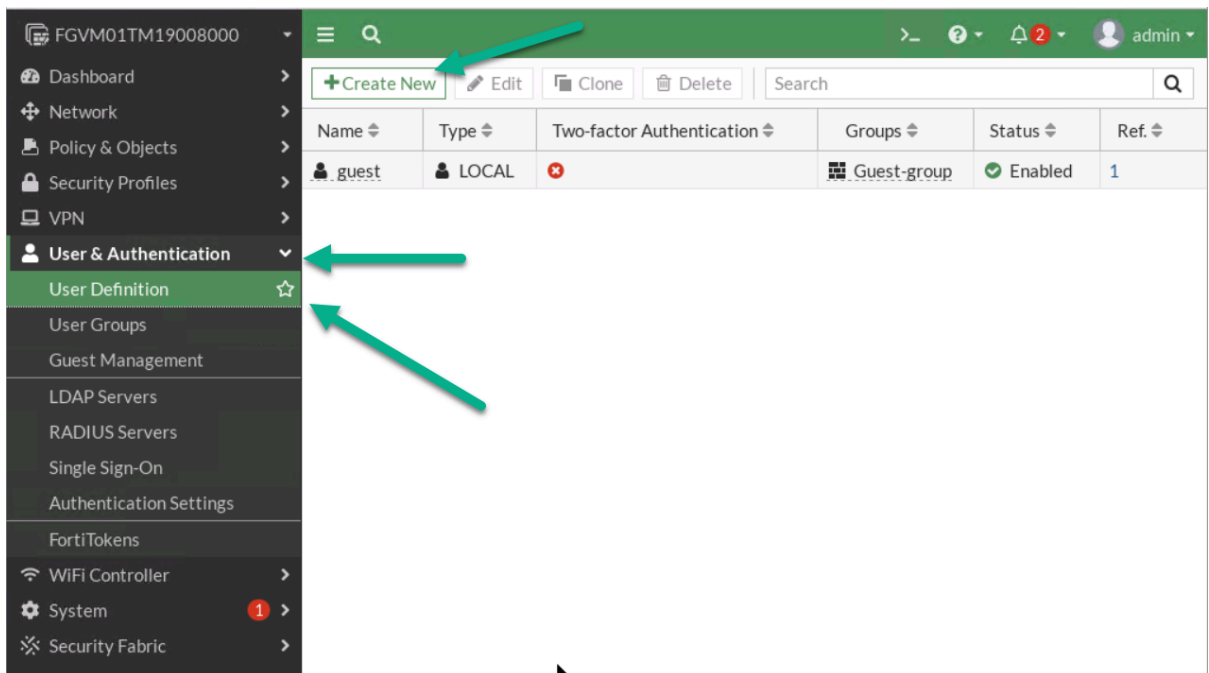 FGVM01TM19008000
>_ 2 admin
Dashboard
Network
Policy & Objects
Security Profiles
VPN
User & Authentication
User Definition
User Groups
Guest Management
LDAP Servers
RADIUS Servers
Single Sign-On
Authentication Settings
FortiTokens
WiFi Controller
System 1
Security Fabric
+Create New Edit Clone Delete Search
Name Type Two-factor Authentication Groups Status Ref.
guest LOCAL Guest-group Enabled 1